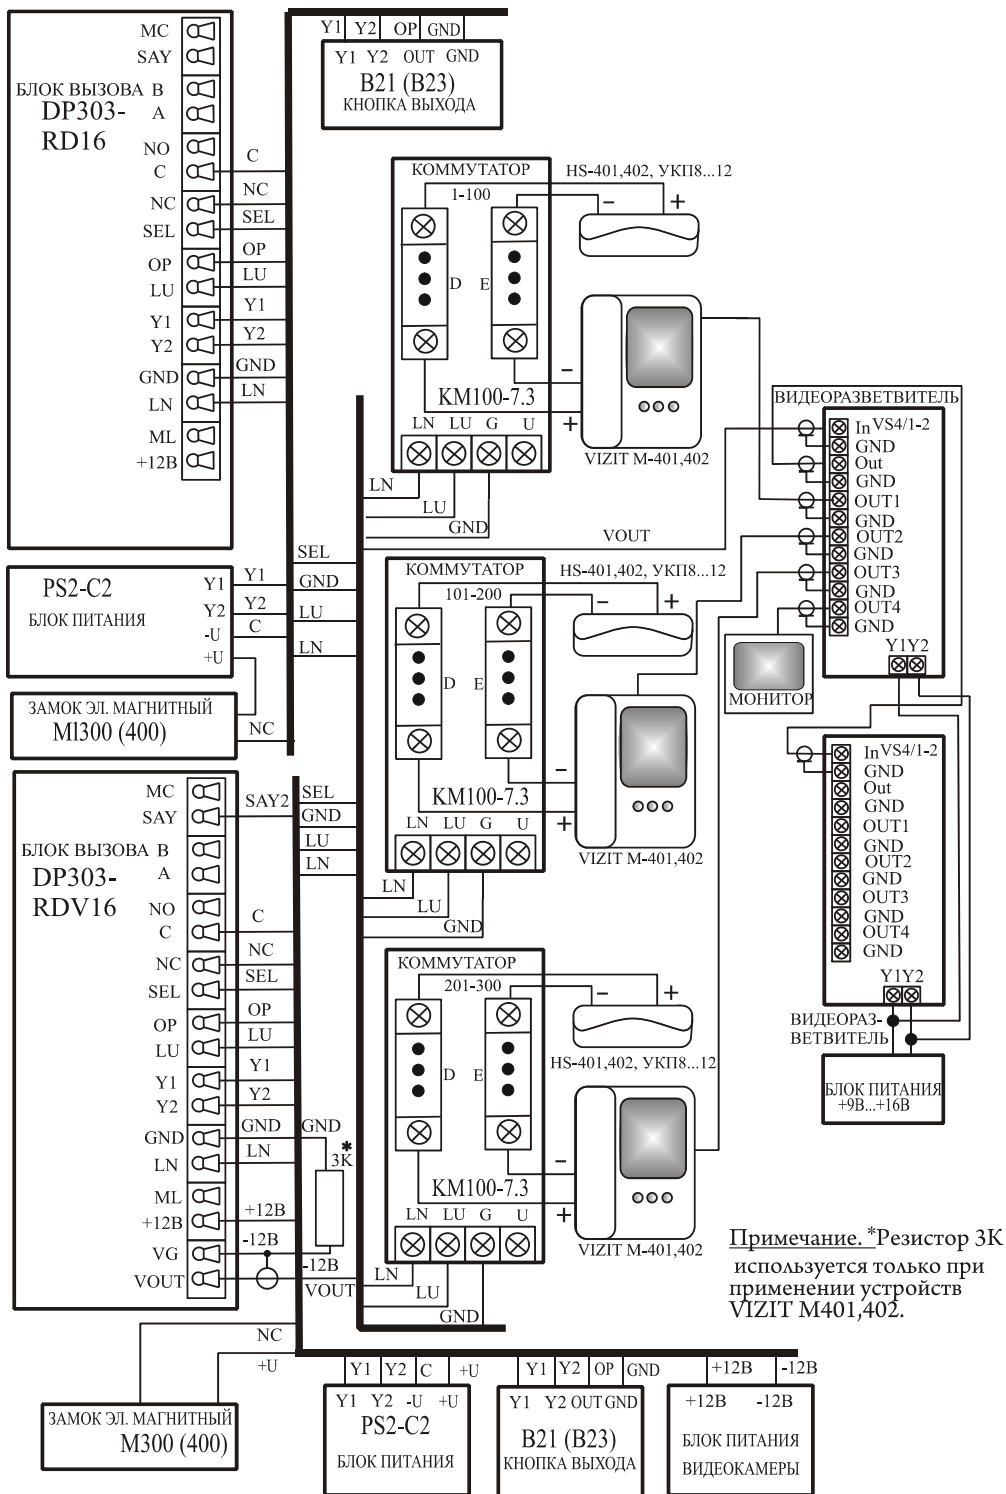 MC
SAY
БЛОК ВЫЗОВА B
DP303-
A
RD16
NO
C
NC
SEL
OP
LU
Y1
Y2
GND
LN
ML
+12B
C
NC
SEL
OP
LU
Y1
Y2
GND
LN
Y1 Y2 OP GND
Y1 Y2 OUT GND
B21 (B23)
КНОПКА ВЫХОДА
КОММУТАТОР
1-100
HS-401,402, УКП8...12
- +
D E
-
+
KM100-7.3
LN LU G U
VIZIT M-401,402
LN
LU
GND
VOUT
ВИДЕОРАЗВЕТВИТЕЛЬ
In VS4/1-2
GND
Out
GND
OUT1
GND
OUT2
GND
OUT3
GND
OUT4
GND
Y1Y2
МОНИТОР
PS2-C2
БЛОК ПИТАНИЯ
Y1
Y2
-U
+U
Y1
Y2
C
SEL
GND
LU
LN
ЗАМОК ЭЛ. МАГНИТНЫЙ
Ml300 (400)
NC
КОММУТАТОР
101-200
HS-401,402, УКП8...12
- +
D E
-
+
KM100-7.3
LN LU G U
VIZIT M-401,402
LN
LU
GND
In VS4/1-2
GND
Out
GND
OUT1
GND
OUT2
GND
OUT3
GND
OUT4
GND
Y1Y2
ВИДЕОРАЗ-
ВЕТВИТЕЛЬ
БЛОК ПИТАНИЯ
+9В...+16В
MC
SAY
БЛОК ВЫЗОВА B
DP303-
A
RDV16
NO
C
NC
SEL
OP
LU
Y1
Y2
GND
LN
ML
+12B
VG
VOUT
SAY2
C
NC
SEL
OP
LU
Y1
Y2
GND
LN
+12B
-12B
SEL
GND
LU
LN
GND
*
3K
-12B
VOUT
КОММУТАТОР
201-300
- +
HS-401,402, УКП8...12
D E
-
+
KM100-7.3
LN LU G U
VIZIT M-401,402
LN
LU
GND
Примечание. *Резистор 3К
используется только при
применении устройств
VIZIT M401,402.
NC
+U
ЗАМОК ЭЛ. МАГНИТНЫЙ
M300 (400)
Y1 Y2 C +U
Y1 Y2 -U +U
PS2-C2
БЛОК ПИТАНИЯ
Y1 Y2 OP GND
Y1 Y2 OUT GND
B21 (B23)
КНОПКА ВЫХОДА
+12B -12B
+12B -12B
БЛОК ПИТАНИЯ
ВИДЕОКАМЕРЫ